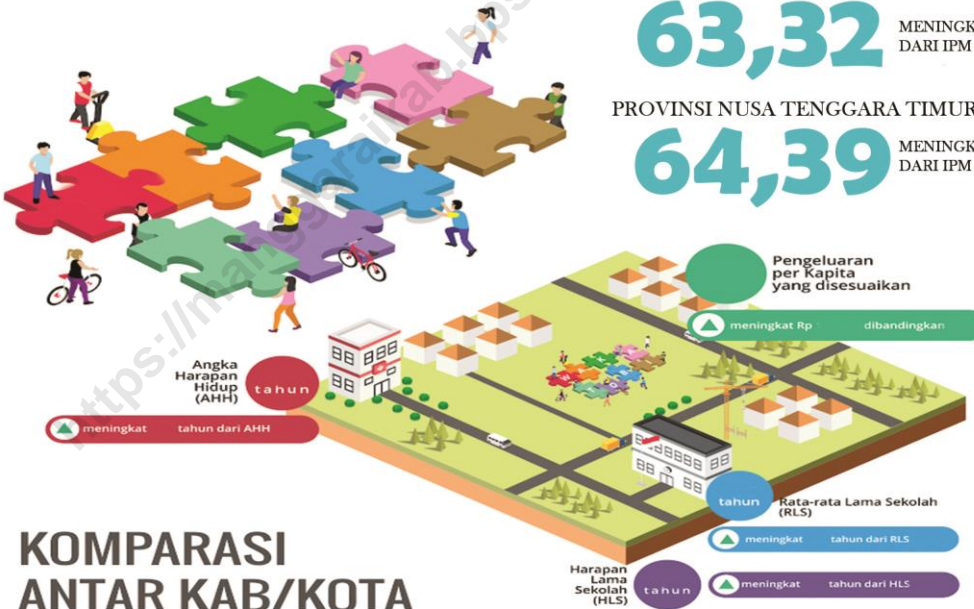 63,32
MENINGK
DARI IPM
PROVINSI NUSA TENGGARA TIMUR
64,39
MENINGK
DARI IPM
Pengeluaran
per Kapita
yang disesuaikan
meningkat Rp dibandingkan
Angka
Harapan
Hidup
(AHH)
tahun
meningkat tahun dari AHH
tahun
Rata-rata Lama Sekolah
(RLS)
meningkat tahun dari RLS
Harapan
Lama
Sekolah
(HLS)
tahun
meningkat tahun dari HLS
KOMPARASI
ANTAR KAB/KOTA